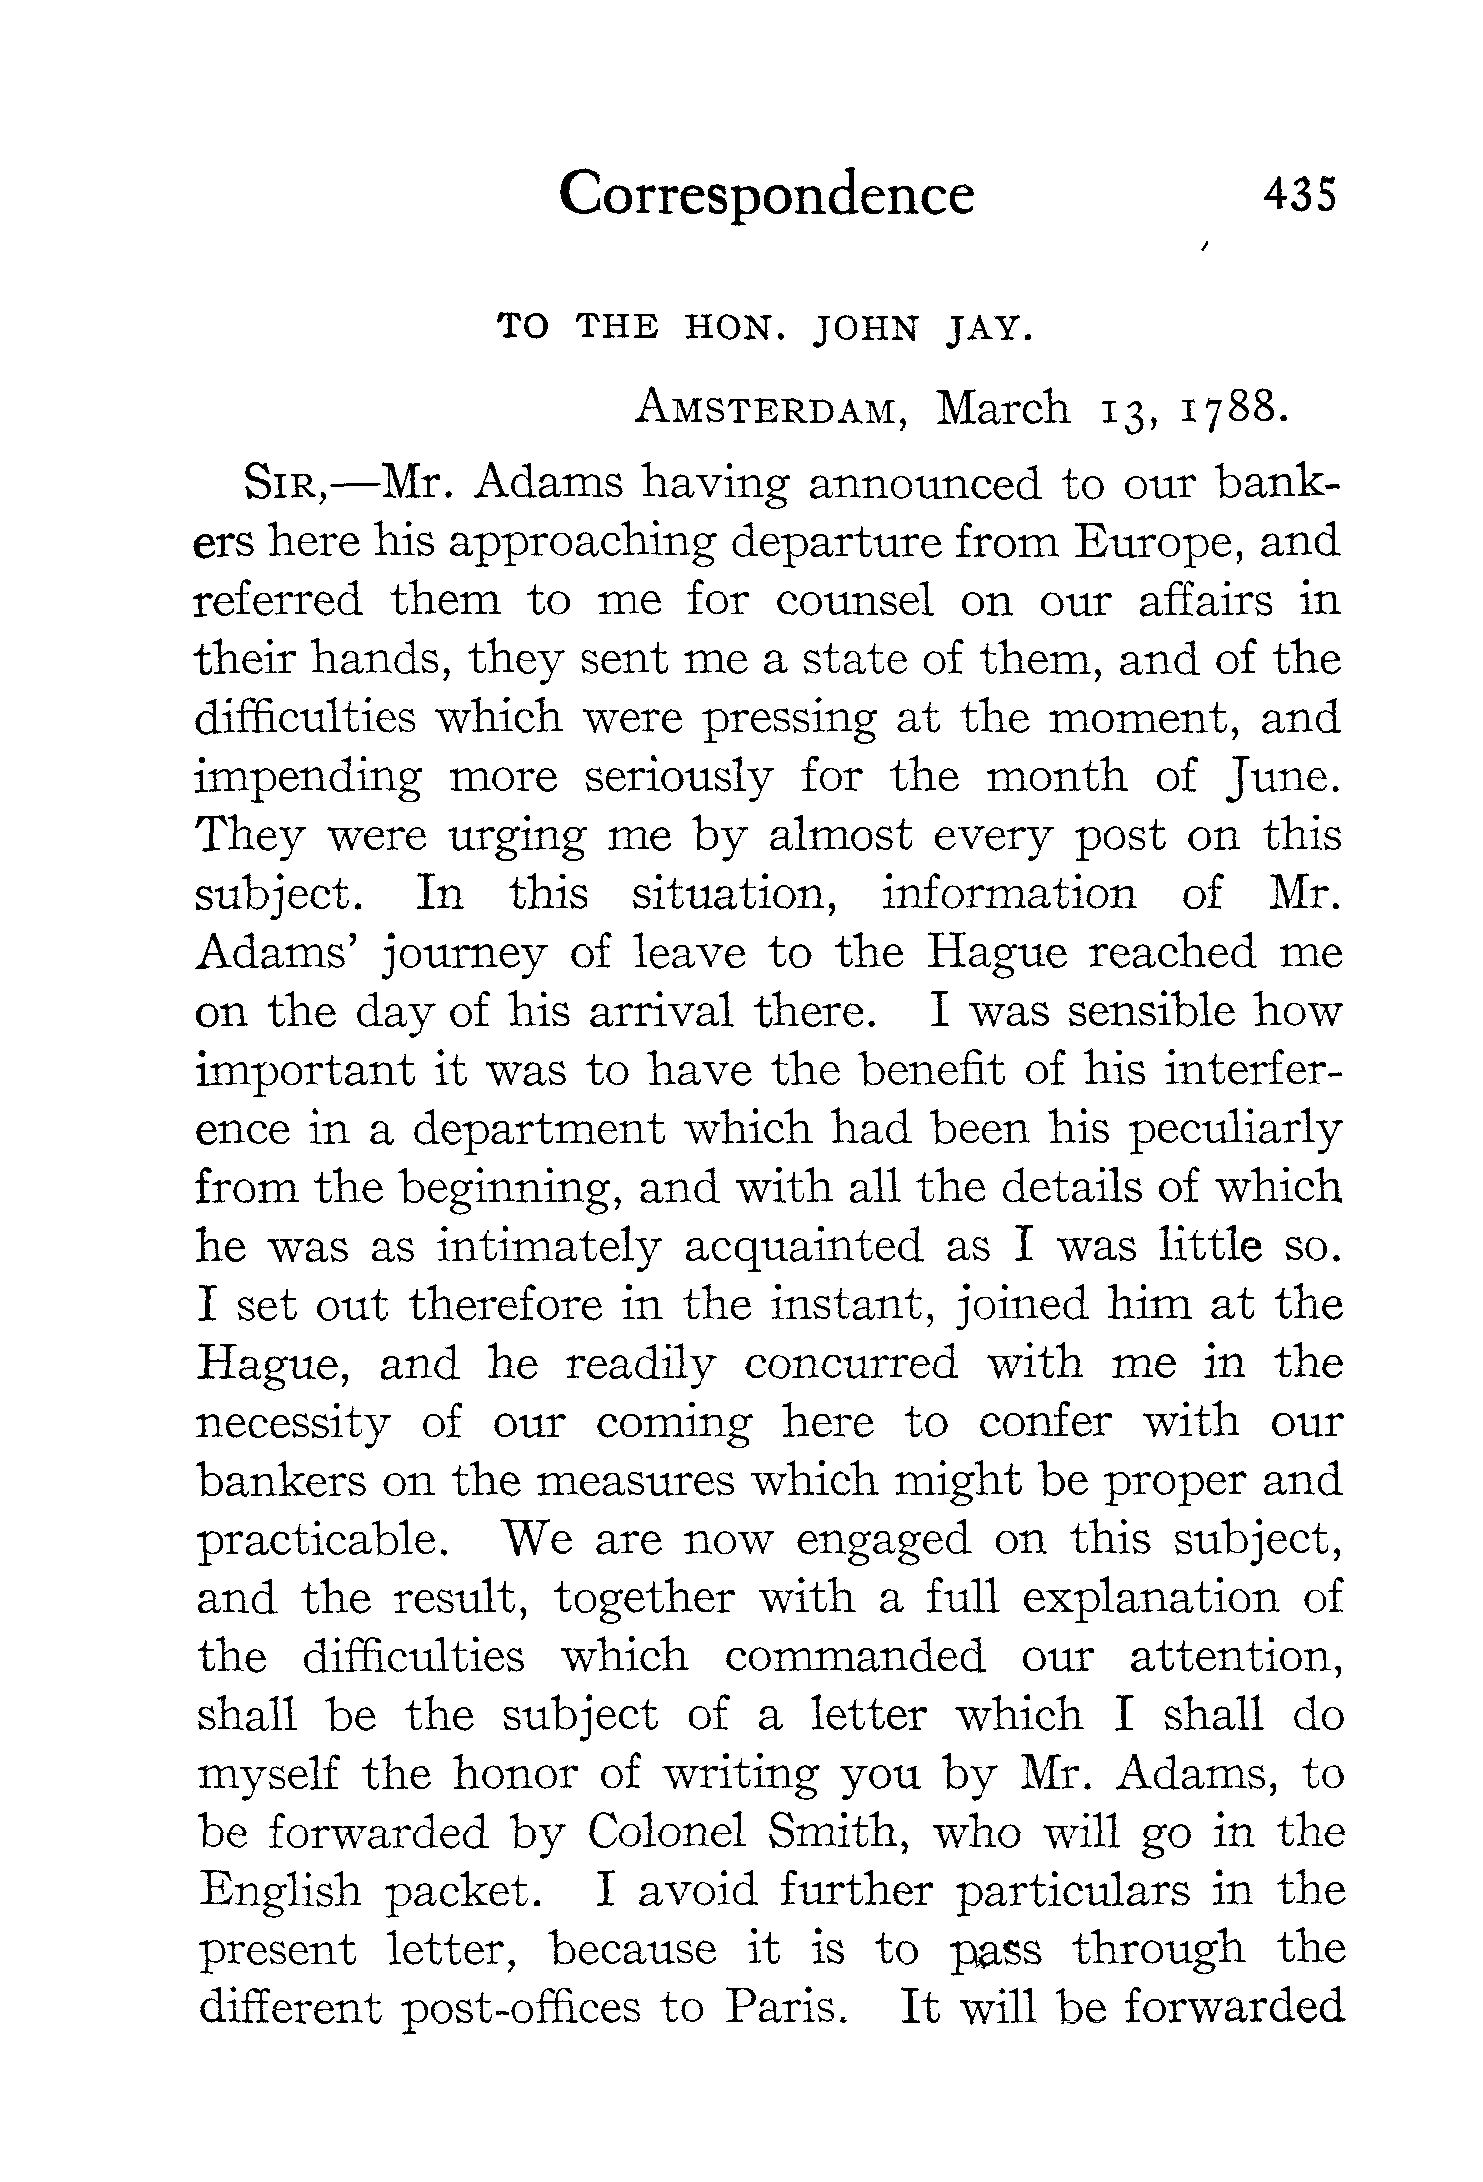 Correspondence 435
TO THE HON. JOHN JAY.
AMSTERDAM, March 13, 1788.
SIR,—Mr. Adams having announced to our bank-
ers here his approaching departure from Europe, and
referred them to me for counsel on our affairs in
their hands, they sent me a state of them, and of the
difficulties which were pressing at the moment, and
impending more seriously for the month of June.
They were urging me by almost every post on this
subject. In this situation, information of Mr.
Adams' journey of leave to the Hague reached me
on the day of his arrival there. I was sensible how
important it was to have the benefit of his interfer-
ence in a department which had been his peculiarly
from the beginning, and with all the details of which
he was as intimately acquainted as I was little so.
I set out therefore in the instant, joined him at the
Hague, and he readily concurred with me in the
necessity of our coming here to confer with our
bankers on the measures which might be proper and
practicable. We are now engaged on this subject,
and the result, together with a full explanation of
the difficulties which commanded our attention,
shall be the subject of a letter which I shall do
myself the honor of writing you by Mr. Adams, to
be forwarded by Colonel Smith, who will go in the
English packet. I avoid further particulars in the
present letter, because it is to pass through the
different post-offices to Paris. It will be forwarded